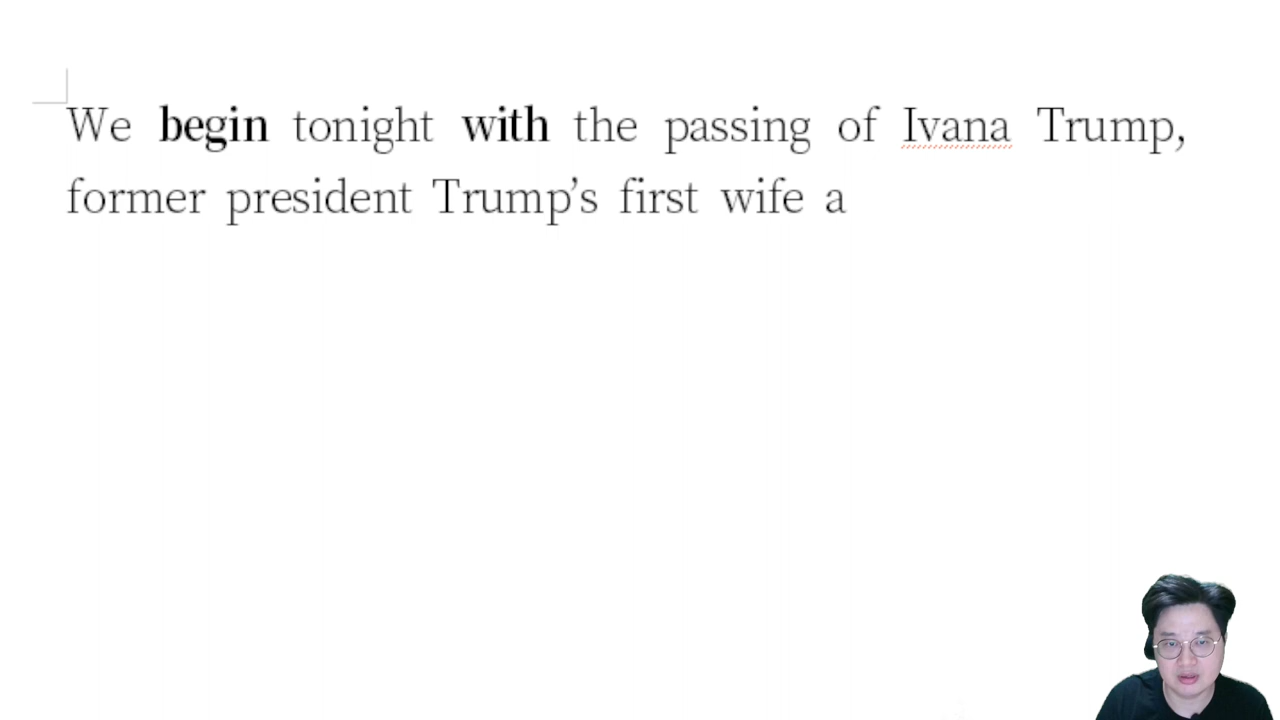 We begin tonight with the passing of Ivana Trump,
former president Trump’s first wife a